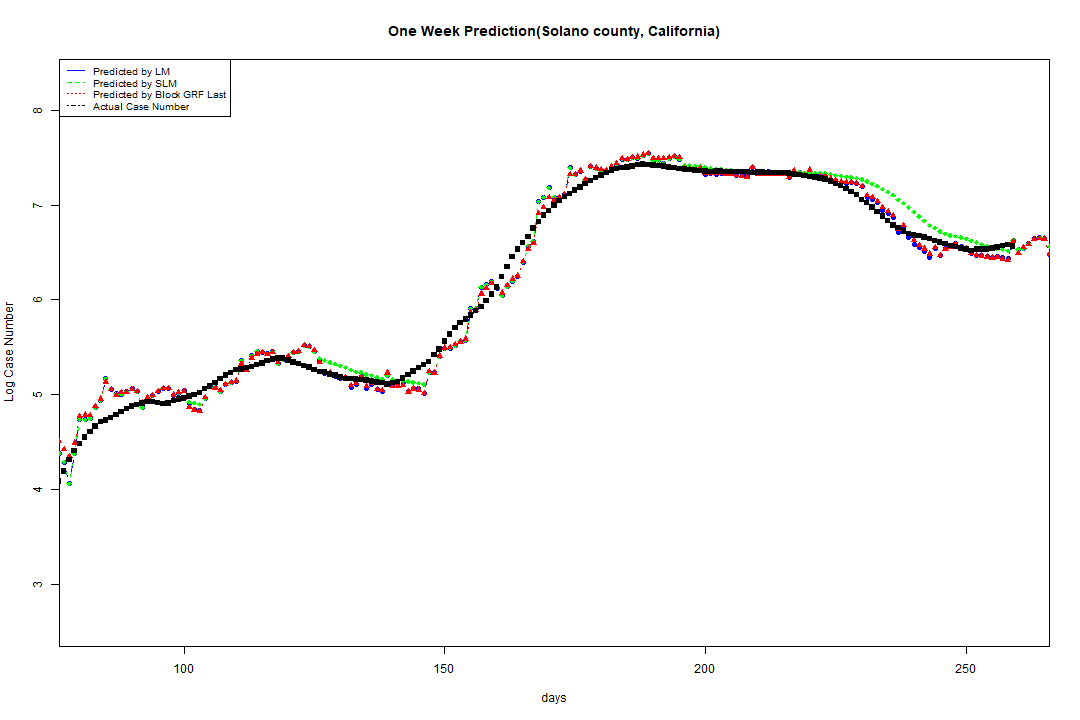 One Week Prediction(Solano county, California)
Predicted by LM
Predicted by SLM
Predicted by Block GRF Last
Actual Case Number
8
7
6
5
4
3
Log Case Number
100 150 200 250
days